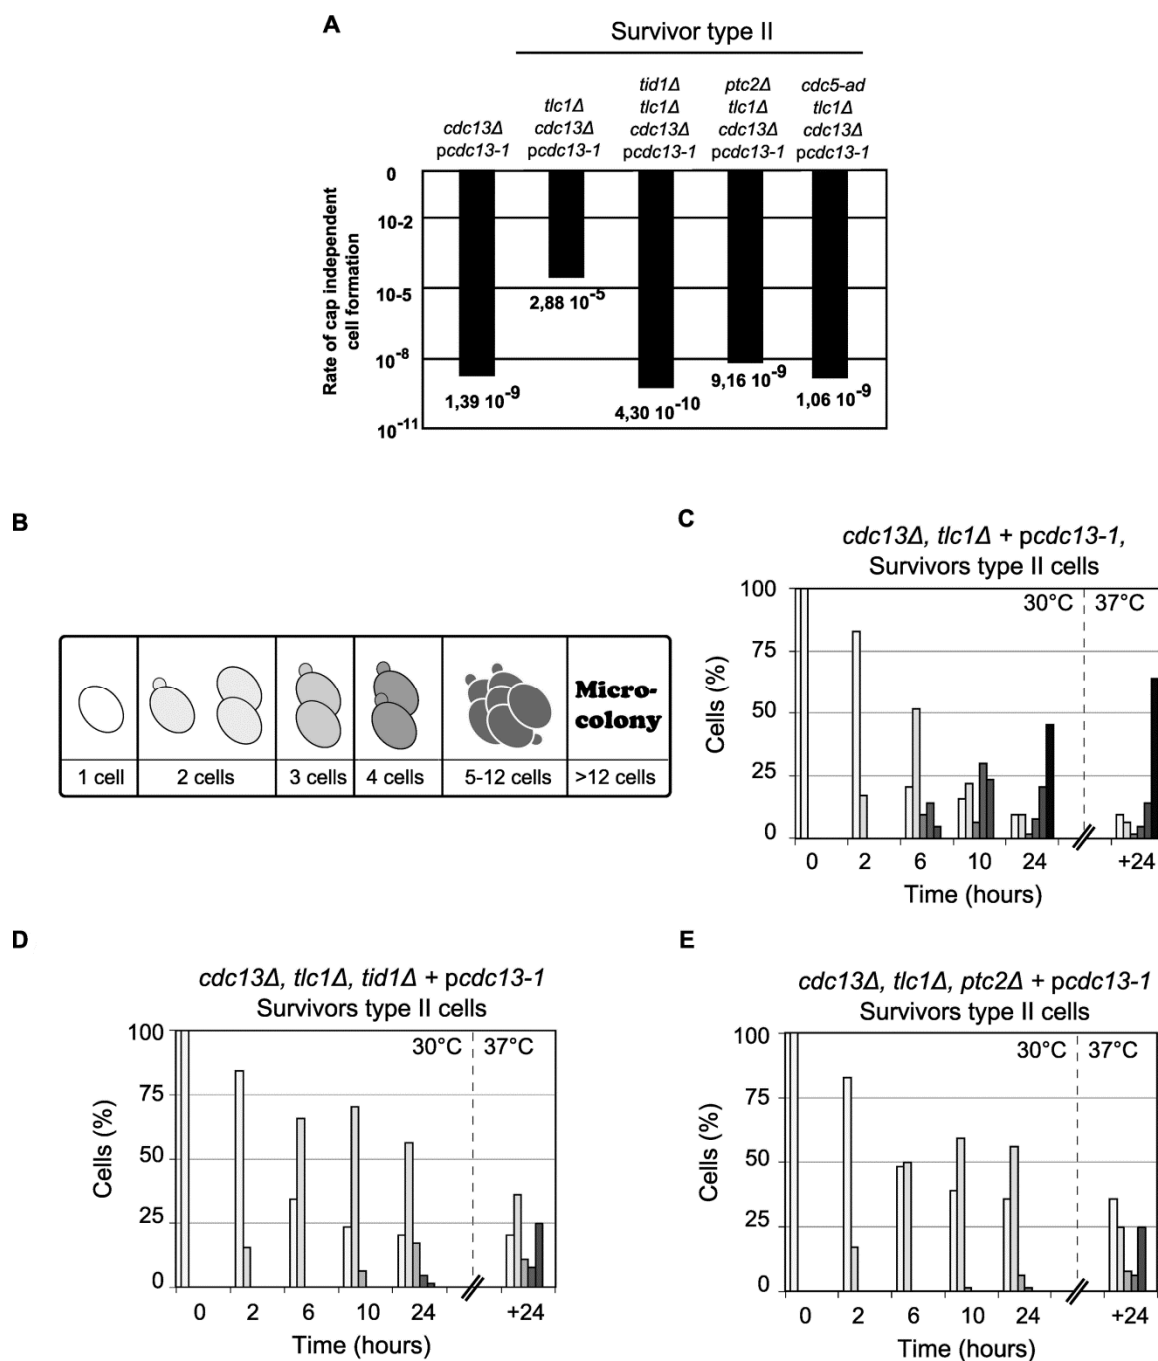 A
Survivor type II
cdc13Δ
pcdc13-1
tlc1Δ
cdc13Δ
pcdc13-1
tid1Δ
tlc1Δ
cdc13Δ
pcdc13-1
ptc2Δ
tlc1Δ
cdc13Δ
pcdc13-1
cdc5-ad
tlc1Δ
cdc13Δ
pcdc13-1
Rate of cap independent
cell formation
0
10-2
10-5
10-8
10-11
1,39 10-9
2,88 10-5
4,30 10-10
9,16 10-9
1,06 10-9
B
Micro-
colony
1 cell
2 cells
3 cells
4 cells
5-12 cells
>12 cells
C
cdc13Δ, tlc1Δ + pcdc13-1,
Survivors type II cells
30°C
37°C
Cells (%)
100
75
50
25
0
0 2 6 10 24 +24
Time (hours)
D
cdc13Δ, tlc1Δ, tid1Δ + pcdc13-1
Survivors type II cells
30°C
37°C
Cells (%)
100
75
50
25
0
0 2 6 10 24 +24
Time (hours)
E
cdc13Δ, tlc1Δ, ptc2Δ + pcdc13-1
Survivors type II cells
30°C
37°C
Cells (%)
100
75
50
25
0
0 2 6 10 24 +24
Time (hours)